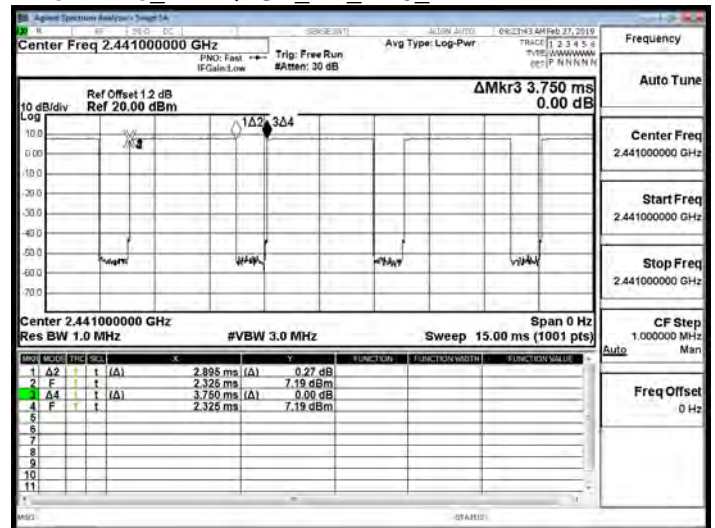 Agilent Spectrum Analyzer - Swept SA
RF 50 Ω DC SENSE:INT ALIGN AUTO 09:23:43 AM Feb 27, 2019
Center Freq 2.441000000 GHz
PNO: Fast
IFGain:Low
Trig: Free Run
#Atten: 30 dB
Avg Type: Log-Pwr
TRACE 1 2 3 4 5 6
TYPE WWWWWW
DET P NNNNN
ΔMkr3 3.750 ms
0.00 dB
Ref Offset 1.2 dB
10 dB/div Ref 20.00 dBm
Log
10.0
0.00
-10.0
-20.0
-30.0
-40.0
-50.0
-60.0
-70.0
1Δ2 3Δ4
Center 2.441000000 GHz Span 0 Hz
Res BW 1.0 MHz #VBW 3.0 MHz Sweep 15.00 ms (1001 pts)
MKR MODE TRC SCL X Y FUNCTION FUNCTION WIDTH FUNCTION VALUE
1 Δ2 1 t (Δ) 2.895 ms (Δ) 0.27 dB
2 F 1 t 2.325 ms 7.19 dBm
3 Δ4 1 t (Δ) 3.750 ms (Δ) 0.00 dB
4 F 1 t 2.325 ms 7.19 dBm
5
6
7
8
9
10
11
MSG STATUS
Frequency
Auto Tune
Center Freq
2.441000000 GHz
Start Freq
2.441000000 GHz
Stop Freq
2.441000000 GHz
CF Step
1.000000 MHz
Auto Man
Freq Offset
0 Hz